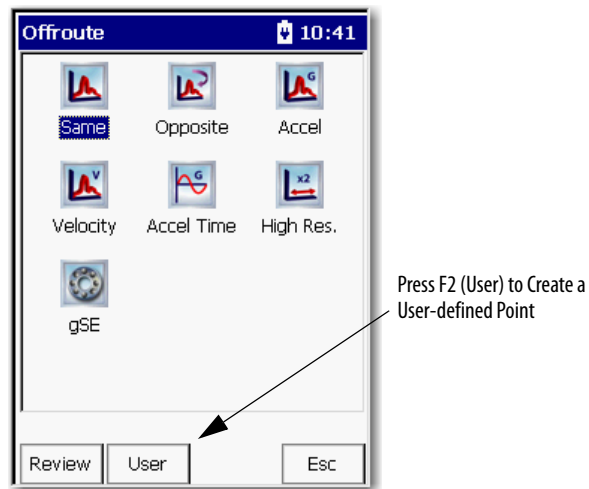 Offroute 10:41
Same Opposite Accel
Velocity Accel Time High Res.
gSE
Press F2 (User) to Create a
User-defined Point
Review User Esc